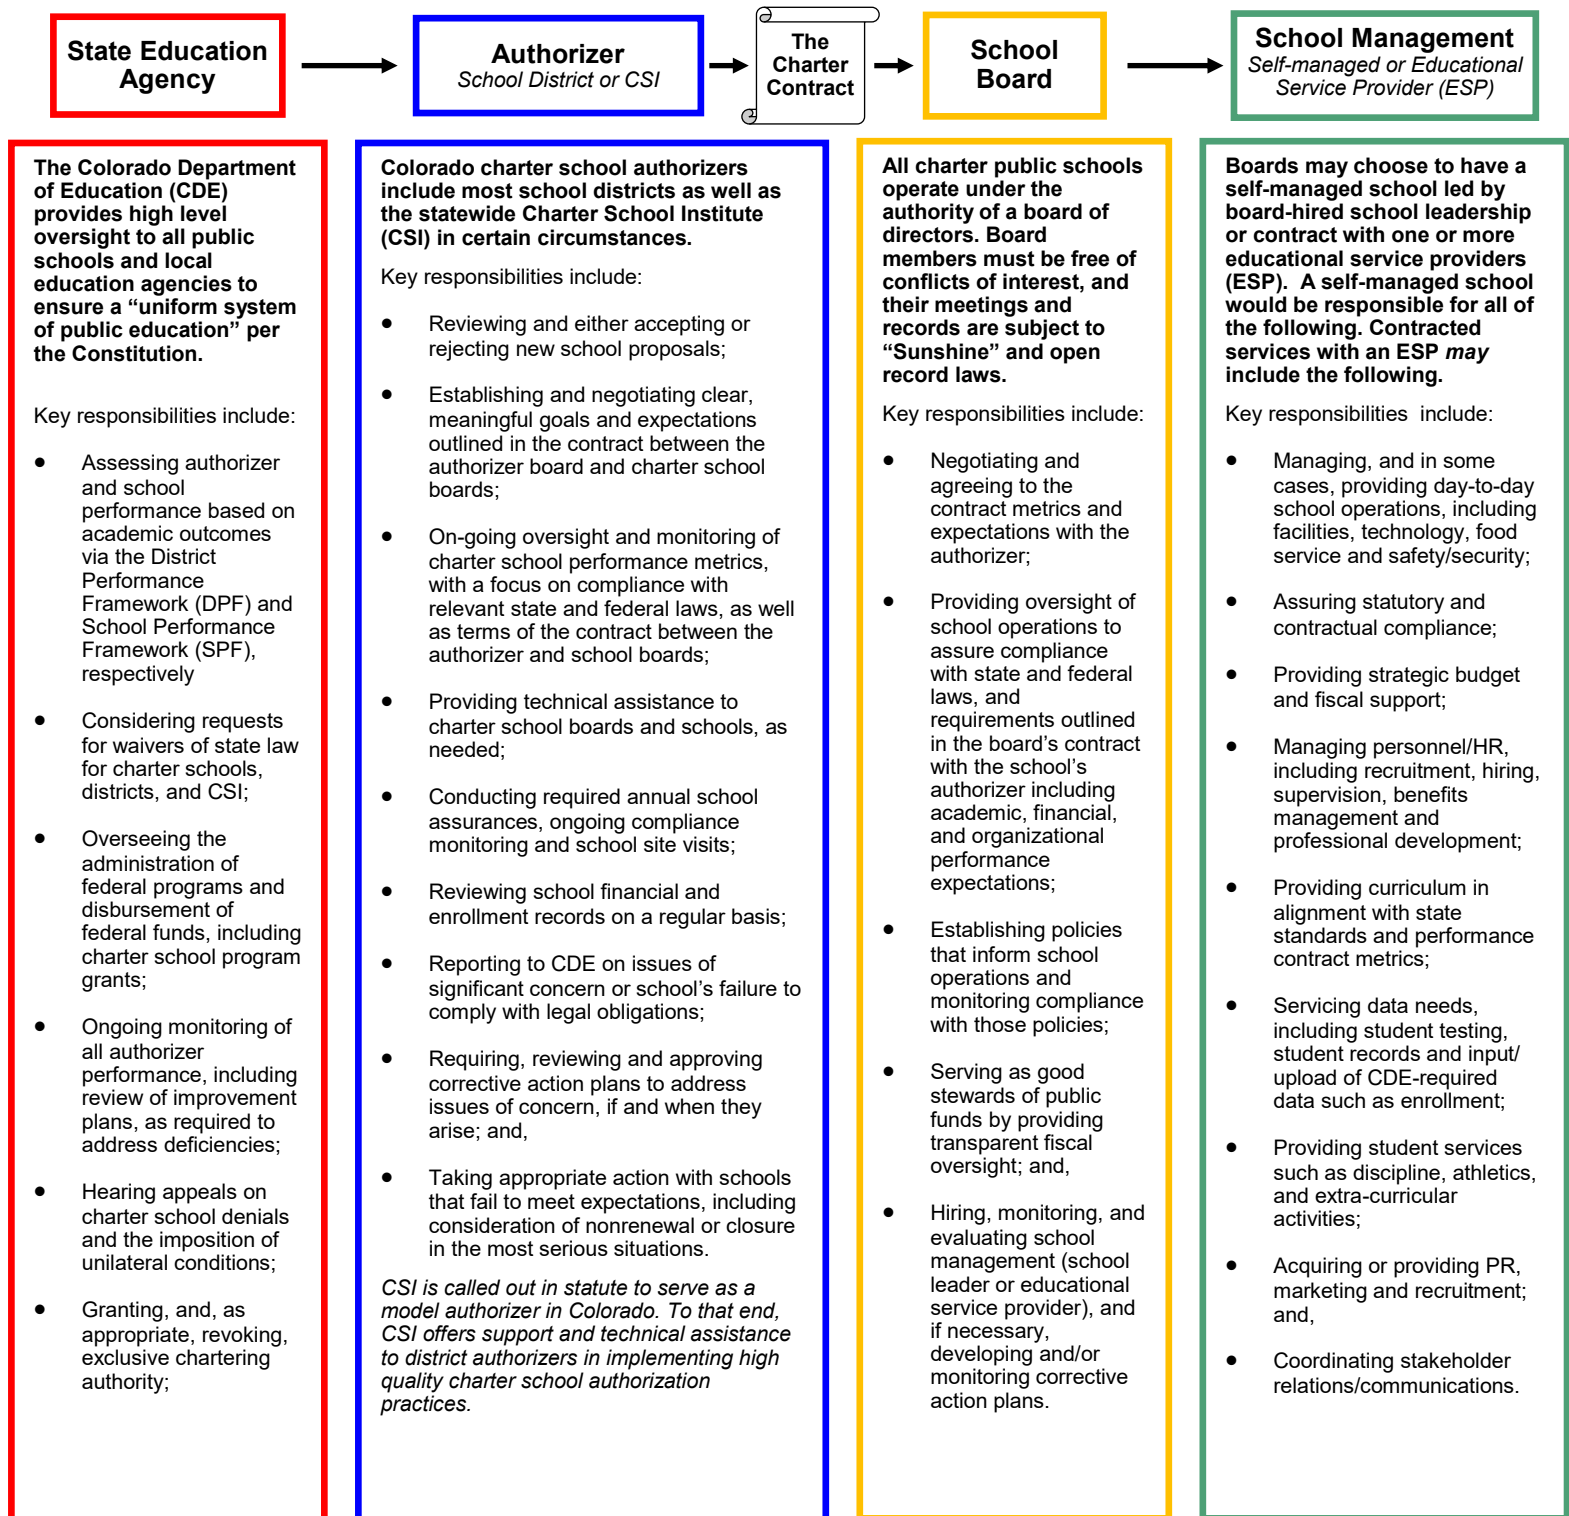 State Education
Agency
Authorizer
School District or CSI
The
Charter
Contract
School
Board
School Management
Self-managed or Educational
Service Provider (ESP)
The Colorado Department
of Education (CDE)
provides high level
oversight to all public
schools and local
education agencies to
ensure a “uniform system
of public education” per
the Constitution.
Key responsibilities include:
• Assessing authorizer
and school
performance based on
academic outcomes
via the District
Performance
Framework (DPF) and
School Performance
Framework (SPF),
respectively
• Considering requests
for waivers of state law
for charter schools,
districts, and CSI;
• Overseeing the
administration of
federal programs and
disbursement of
federal funds, including
charter school program
grants;
• Ongoing monitoring of
all authorizer
performance, including
review of improvement
plans, as required to
address deficiencies;
• Hearing appeals on
charter school denials
and the imposition of
unilateral conditions;
• Granting, and, as
appropriate, revoking,
exclusive chartering
authority;
Colorado charter school authorizers
include most school districts as well as
the statewide Charter School Institute
(CSI) in certain circumstances.
Key responsibilities include:
• Reviewing and either accepting or
rejecting new school proposals;
• Establishing and negotiating clear,
meaningful goals and expectations
outlined in the contract between the
authorizer board and charter school
boards;
• On-going oversight and monitoring of
charter school performance metrics,
with a focus on compliance with
relevant state and federal laws, as well
as terms of the contract between the
authorizer and school boards;
• Providing technical assistance to
charter school boards and schools, as
needed;
• Conducting required annual school
assurances, ongoing compliance
monitoring and school site visits;
• Reviewing school financial and
enrollment records on a regular basis;
• Reporting to CDE on issues of
significant concern or school’s failure to
comply with legal obligations;
• Requiring, reviewing and approving
corrective action plans to address
issues of concern, if and when they
arise; and,
• Taking appropriate action with schools
that fail to meet expectations, including
consideration of nonrenewal or closure
in the most serious situations.
CSI is called out in statute to serve as a
model authorizer in Colorado. To that end,
CSI offers support and technical assistance
to district authorizers in implementing high
quality charter school authorization
practices.
All charter public schools
operate under the
authority of a board of
directors. Board
members must be free of
conflicts of interest, and
their meetings and
records are subject to
“Sunshine” and open
record laws.
Key responsibilities include:
• Negotiating and
agreeing to the
contract metrics and
expectations with the
authorizer;
• Providing oversight of
school operations to
assure compliance
with state and federal
laws, and
requirements outlined
in the board’s contract
with the school’s
authorizer including
academic, financial,
and organizational
performance
expectations;
• Establishing policies
that inform school
operations and
monitoring compliance
with those policies;
• Serving as good
stewards of public
funds by providing
transparent fiscal
oversight; and,
• Hiring, monitoring, and
evaluating school
management (school
leader or educational
service provider), and
if necessary,
developing and/or
monitoring corrective
action plans.
Boards may choose to have a
self-managed school led by
board-hired school leadership
or contract with one or more
educational service providers
(ESP). A self-managed school
would be responsible for all of
the following. Contracted
services with an ESP may
include the following.
Key responsibilities include:
• Managing, and in some
cases, providing day-to-day
school operations, including
facilities, technology, food
service and safety/security;
• Assuring statutory and
contractual compliance;
• Providing strategic budget
and fiscal support;
• Managing personnel/HR,
including recruitment, hiring,
supervision, benefits
management and
professional development;
• Providing curriculum in
alignment with state
standards and performance
contract metrics;
• Servicing data needs,
including student testing,
student records and input/
upload of CDE-required
data such as enrollment;
• Providing student services
such as discipline, athletics,
and extra-curricular
activities;
• Acquiring or providing PR,
marketing and recruitment;
and,
• Coordinating stakeholder
relations/communications.